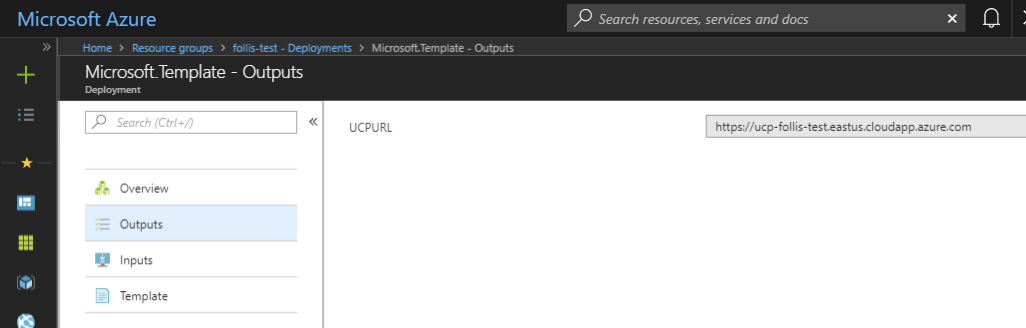 Microsoft Azure
Search resources, services and docs
Home > Resource groups > follis-test - Deployments > Microsoft.Template - Outputs
Microsoft.Template - Outputs
Deployment
Search (Ctrl+/)
Overview
Outputs
Inputs
Template
UCPURL
https://ucp-follis-test.eastus.cloudapp.azure.com